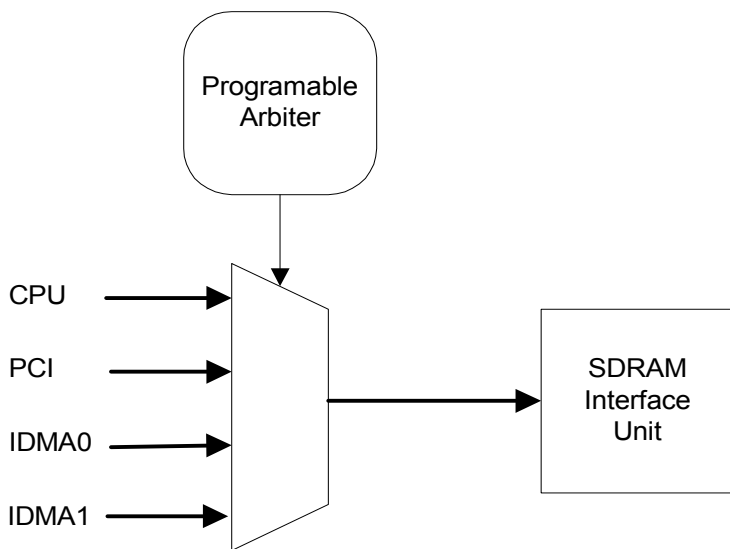 Programable
Arbiter
CPU
PCI
IDMA0
IDMA1
SDRAM
Interface
Unit